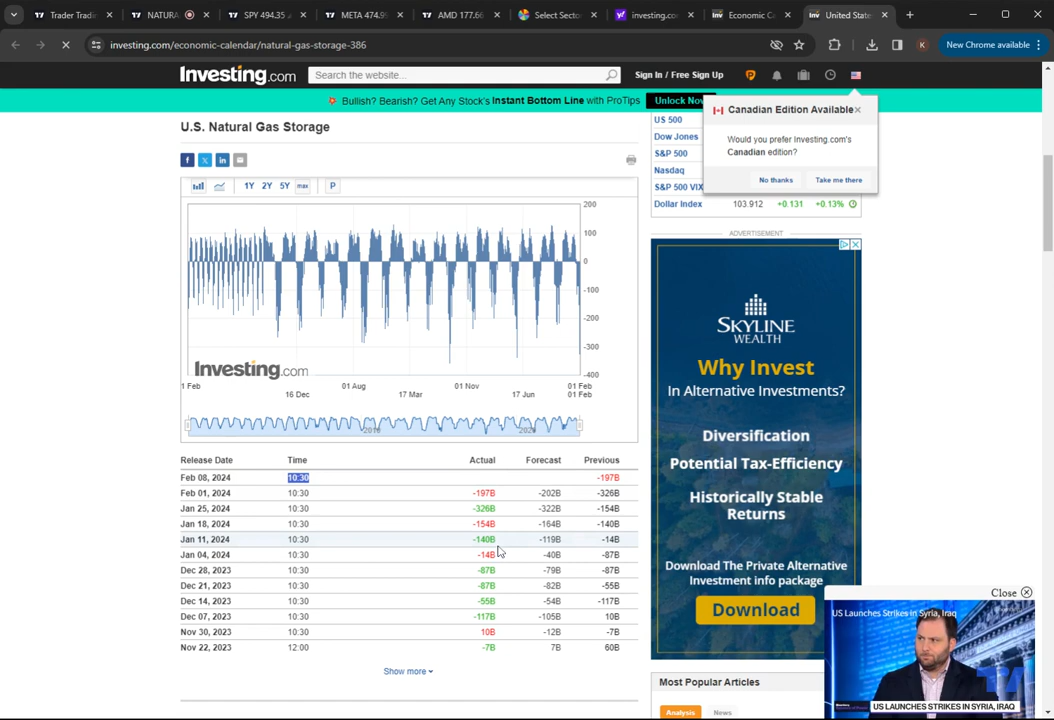 Trader Tradi
NATURA
SPY 494.35
META 474.99
AMD 177.66
Select Secto
investing.co
Economic Ca
United State
investing.com/economic-calendar/natural-gas-storage-386
K
New Chrome available
Investing.com
Search the website...
Sign In / Free Sign Up
Bullish? Bearish? Get Any Stock's Instant Bottom Line with ProTips
Unlock Now
Canadian Edition Available
Would you prefer Investing.com's
Canadian edition?
No thanks
Take me there
U.S. Natural Gas Storage
US 500
Dow Jones
S&P 500
Nasdaq
S&P 500 VIX
Dollar Index 103.912 +0.131 +0.13%
1Y 2Y 5Y max P
200
100
0
-100
-200
-300
-400
Investing.com
1 Feb
16 Dec
01 Aug
17 Mar
01 Nov
17 Jun
01 Feb
01 Feb
ADVERTISEMENT
SKYLINE
WEALTH
Why Invest
In Alternative Investments?
Diversification
Potential Tax-Efficiency
Historically Stable
Returns
Download The Private Alternative
Investment info package
Download
Release Date Time Actual Forecast Previous
Feb 08, 2024 10:30 -197B
Feb 01, 2024 10:30 -197B -202B -326B
Jan 25, 2024 10:30 -326B -322B -154B
Jan 18, 2024 10:30 -154B -164B -140B
Jan 11, 2024 10:30 -140B -119B -14B
Jan 04, 2024 10:30 -14B -40B -87B
Dec 28, 2023 10:30 -87B -79B -87B
Dec 21, 2023 10:30 -87B -82B -55B
Dec 14, 2023 10:30 -55B -54B -117B
Dec 07, 2023 10:30 -117B -105B 10B
Nov 30, 2023 10:30 10B -12B -7B
Nov 22, 2023 12:00 -7B 7B 60B
Show more
Close
US Launches Strikes in Syria, Iraq
US LAUNCHES STRIKES IN SYRIA, IRAQ
Most Popular Articles
Analysis
News